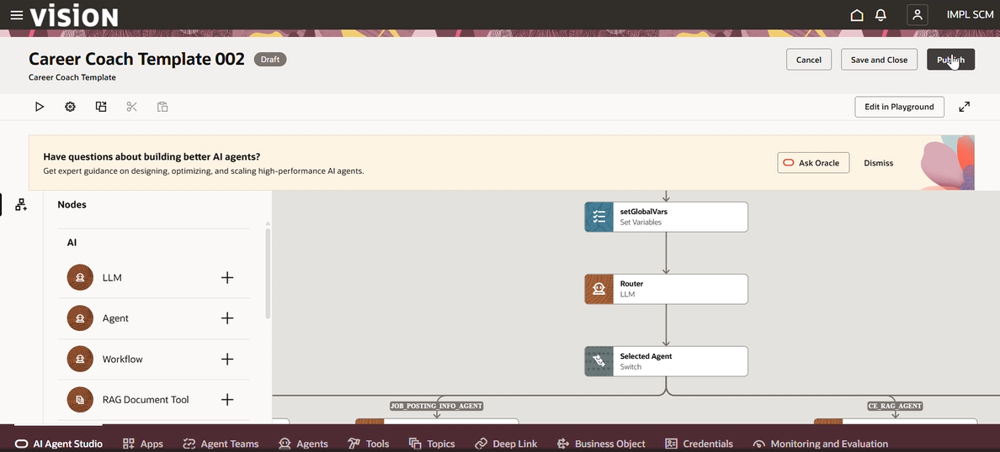 vision
IMPL SCM
Career Coach Template 002 Draft
Career Coach Template
Cancel
Save and Close
Publish
Edit in Playground
Have questions about building better AI agents?
Get expert guidance on designing, optimizing, and scaling high-performance AI agents.
Ask Oracle
Dismiss
Nodes
AI
LLM
Agent
Workflow
RAG Document Tool
setGlobalVars
Set Variables
Router
LLM
Selected Agent
Switch
JOB_POSTING_INFO_AGENT
CE_RAG_AGENT
AI Agent Studio
Apps
Agent Teams
Agents
Tools
Topics
Deep Link
Business Object
Credentials
Monitoring and Evaluation